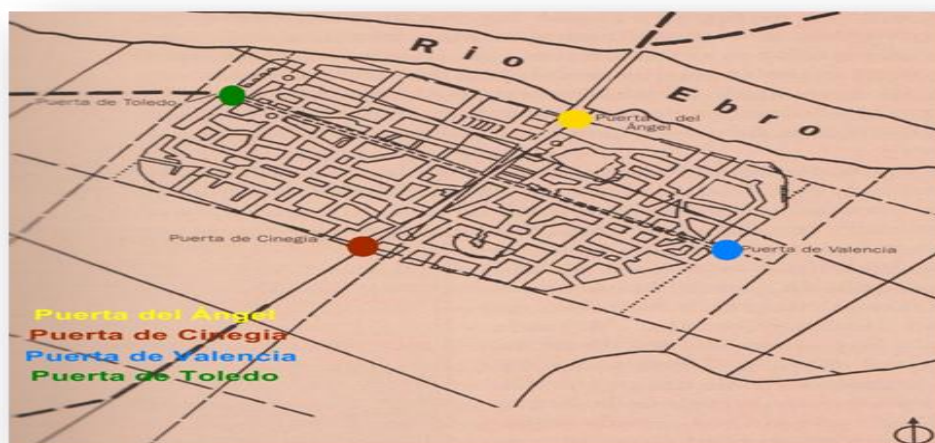 Rio
Ebro
Puerta de Toledo
Puerta del
Ángel
Puerta de Cinegia
Puerta de Valencia
Puerta del Ángel
Puerta de Cinegia
Puerta de Valencia
Puerta de Toledo